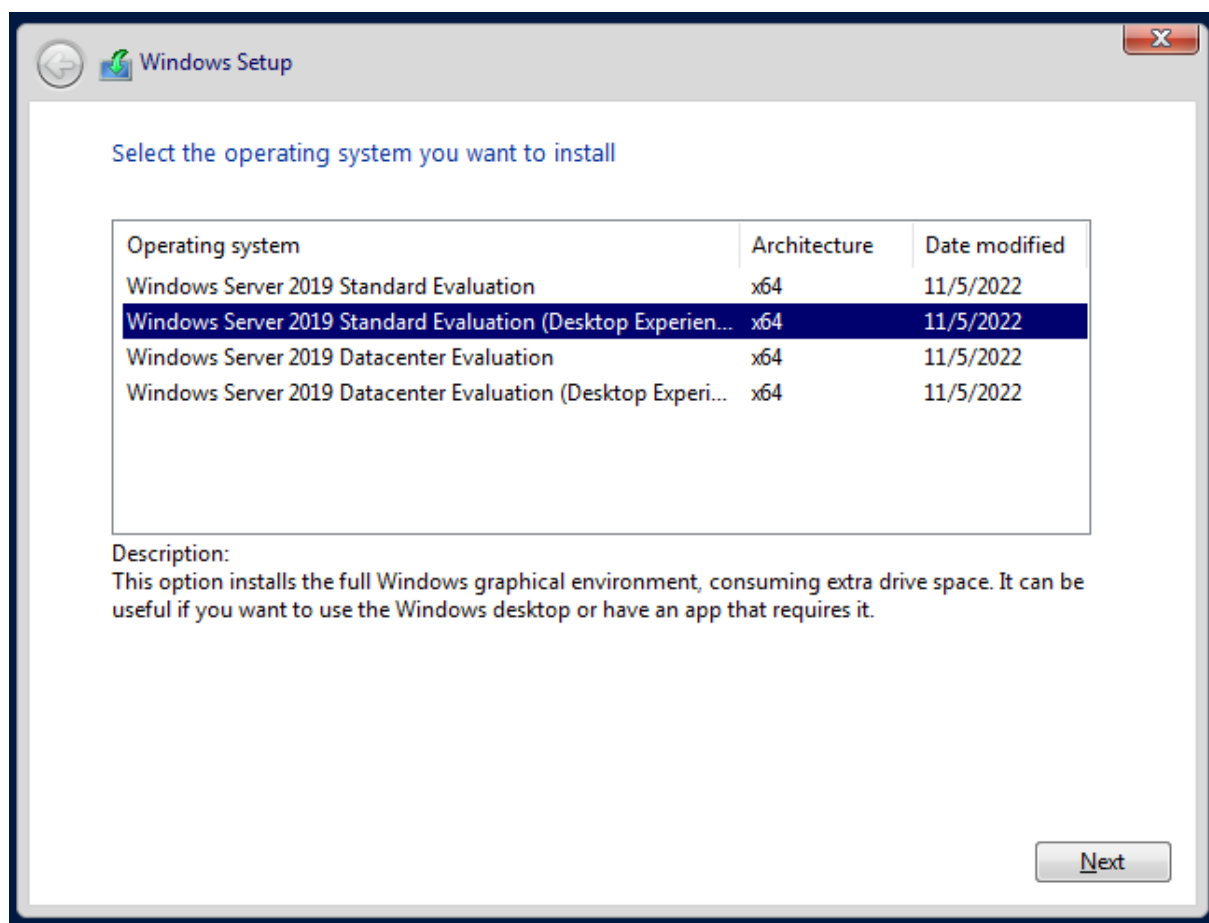 Windows Setup
Select the operating system you want to install
Operating system Architecture Date modified
Windows Server 2019 Standard Evaluation x64 11/5/2022
Windows Server 2019 Standard Evaluation (Desktop Experien... x64 11/5/2022
Windows Server 2019 Datacenter Evaluation x64 11/5/2022
Windows Server 2019 Datacenter Evaluation (Desktop Experi... x64 11/5/2022
Description:
This option installs the full Windows graphical environment, consuming extra drive space. It can be
useful if you want to use the Windows desktop or have an app that requires it.
Next